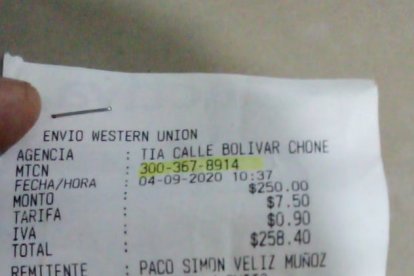 ENVIO WESTERN UNION
AGENCIA : TIA CALLE BOLIVAR CHONE
MTCN : 300-367-8914
FECHA/HORA : 04-09-2020 10:37
MONTO : $250.00
TARIFA : $7.50
IVA : $0.90
TOTAL : $258.40
REMITENTE : PACO SIMON VELIZ MUÑOZ